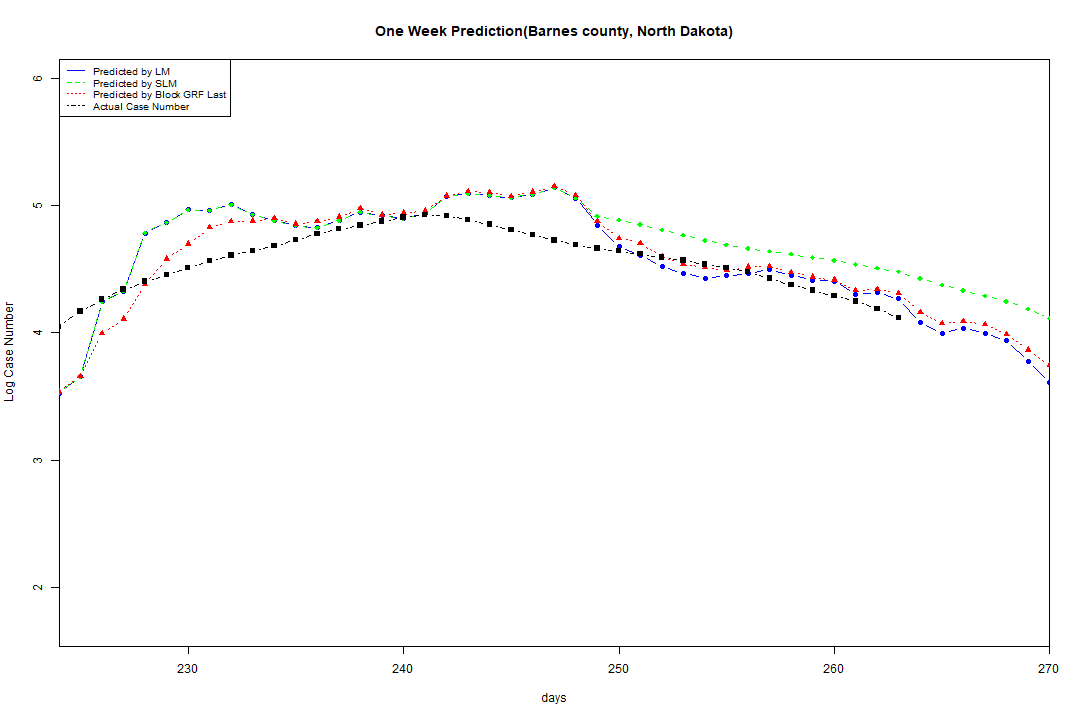 One Week Prediction(Barnes county, North Dakota)
Predicted by LM
Predicted by SLM
Predicted by Block GRF Last
Actual Case Number
6
5
4
3
2
Log Case Number
230 240 250 260 270
days